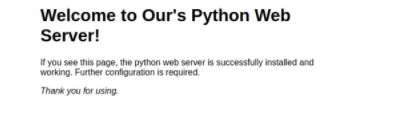 Welcome to Our's Python Web
Server!
If you see this page, the python web server is successfully installed and
working. Further configuration is required.
Thank you for using.